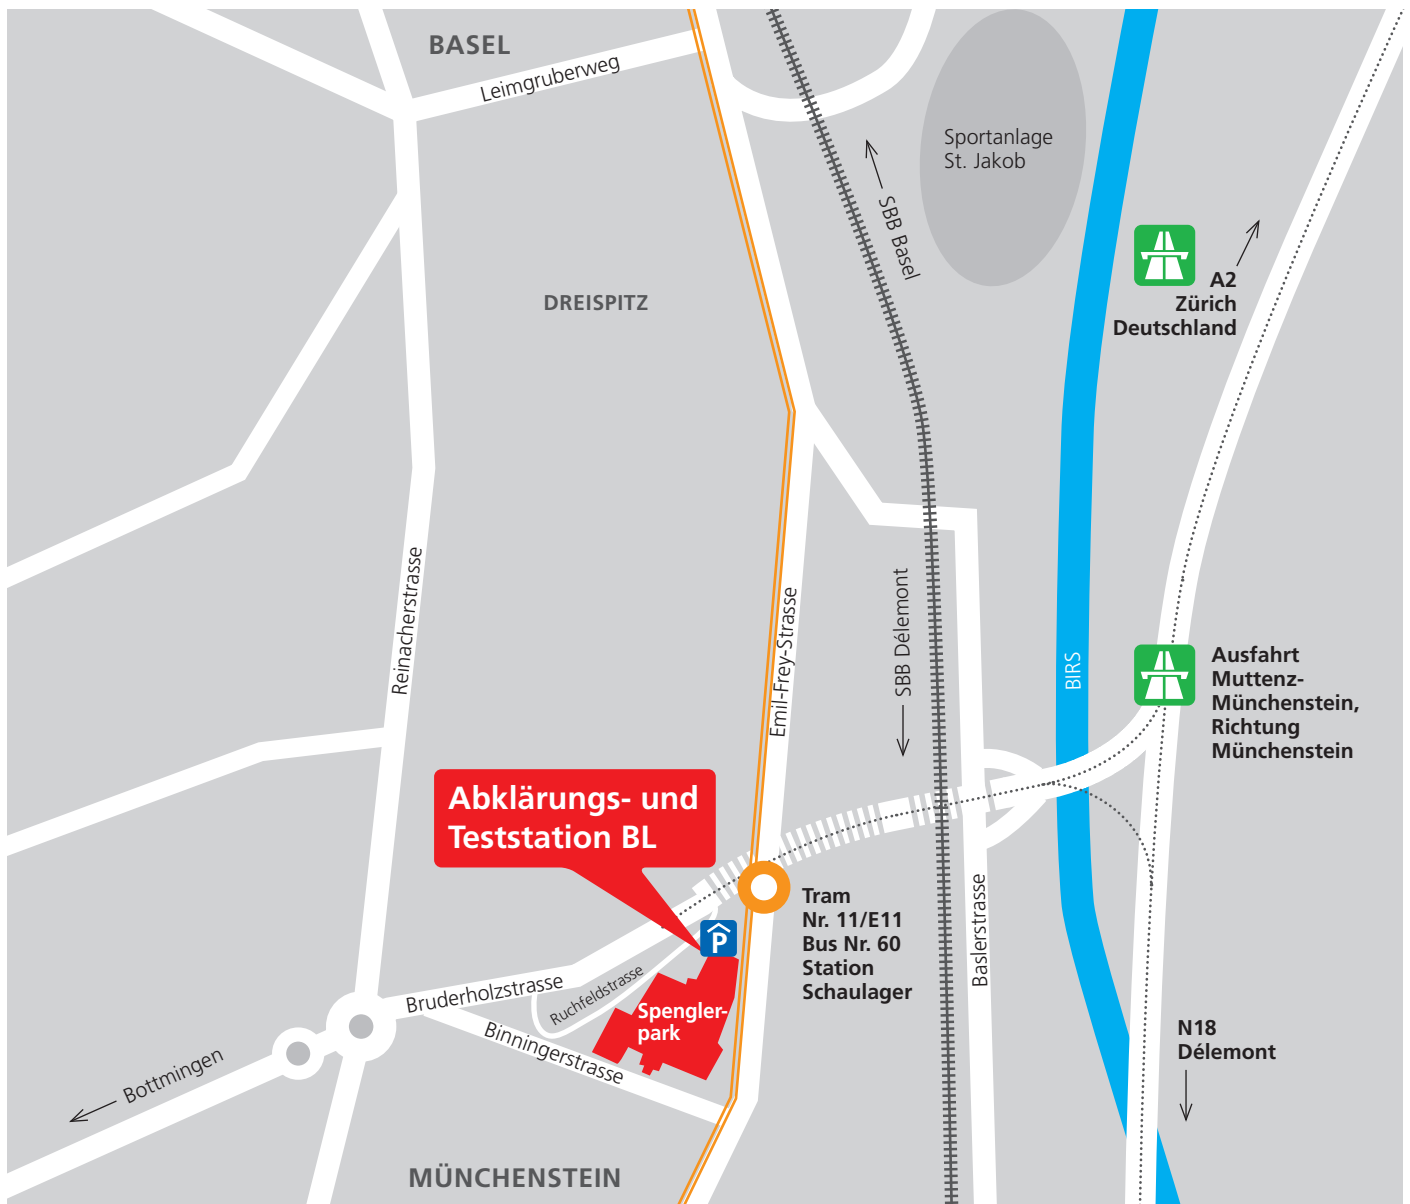 BASEL
Leimgruberweg
Sportanlage
St. Jakob
SBB Basel
A2
Zürich
Deutschland
DREISPITZ
Reinacherstrasse
Emil-Frey-Strasse
SBB Délemont
BIRS
Ausfahrt
Muttenz-
Münchenstein,
Richtung
Münchenstein
Abklärungs- und
Teststation BL
P
Tram
Nr. 11/E11
Bus Nr. 60
Station
Schaulager
Baslerstrasse
Bruderholzstrasse
Ruchfeldstrasse
Spengler-
park
Binningerstrasse
Bottmingen
N18
Délemont
MÜNCHENSTEIN